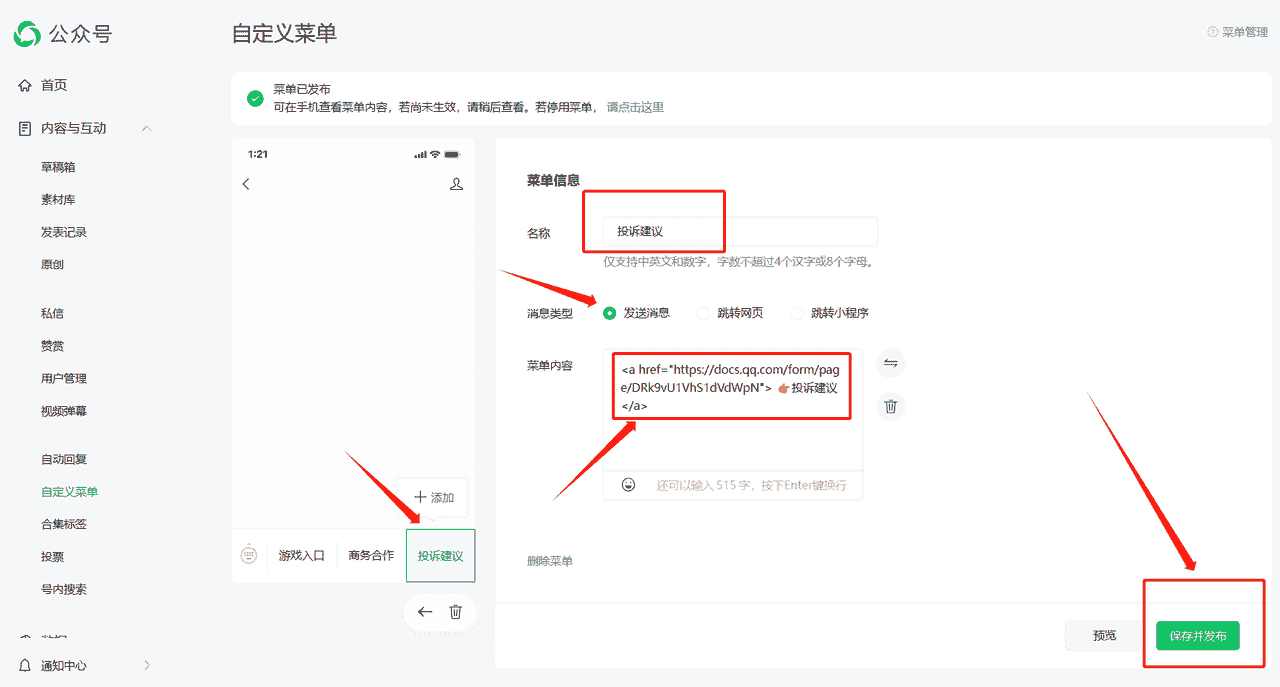 公众号
自定义菜单
菜单管理
首页
内容与互动
草稿箱
素材库
发表记录
原创
私信
赞赏
用户管理
视频弹幕
自动回复
自定义菜单
合集标签
投票
号内搜索
通知中心
菜单已发布
可在手机查看菜单内容，若尚未生效，请稍后查看。若停用菜单， 请点击这里
1:21
添加
游戏入口
商务合作
投诉建议
菜单信息
名称
投诉建议
仅支持中英文和数字，字数不超过4个汉字或8个字母。
消息类型
发送消息
跳转网页
跳转小程序
菜单内容
<a href="https://docs.qq.com/form/pag
e/DRk9vU1VhS1dVdWpN"> 👉投诉建议
</a>
还可以输入 515 字，按下Enter键换行
删除菜单
预览
保存并发布